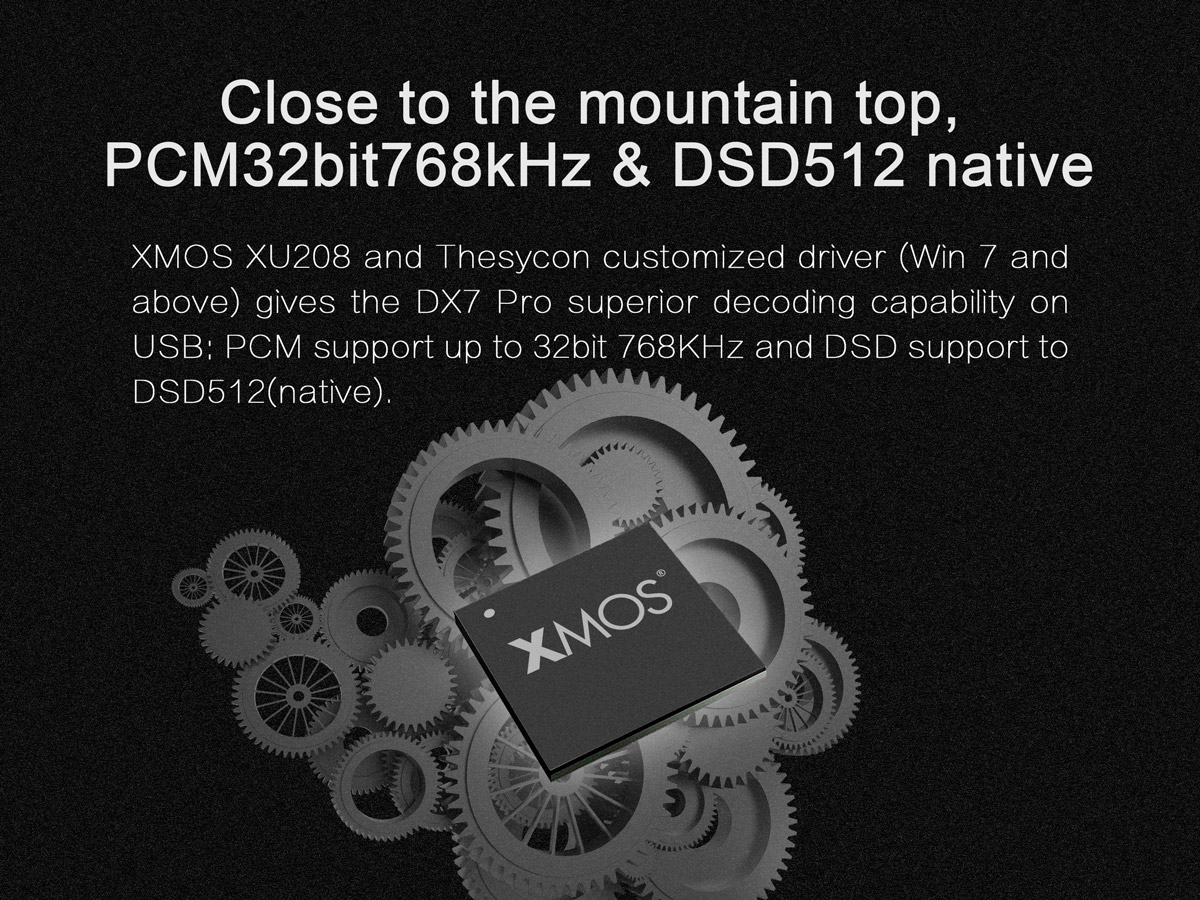 Close to the mountain top,
PCM32bit768kHz & DSD512 native
XMOS XU208 and Thesycon customized driver (Win 7 and
above) gives the DX7 Pro superior decoding capability on
USB: PCM support up to 32bit 768KHz and DSD support to
DSD512(native).
XMOS®